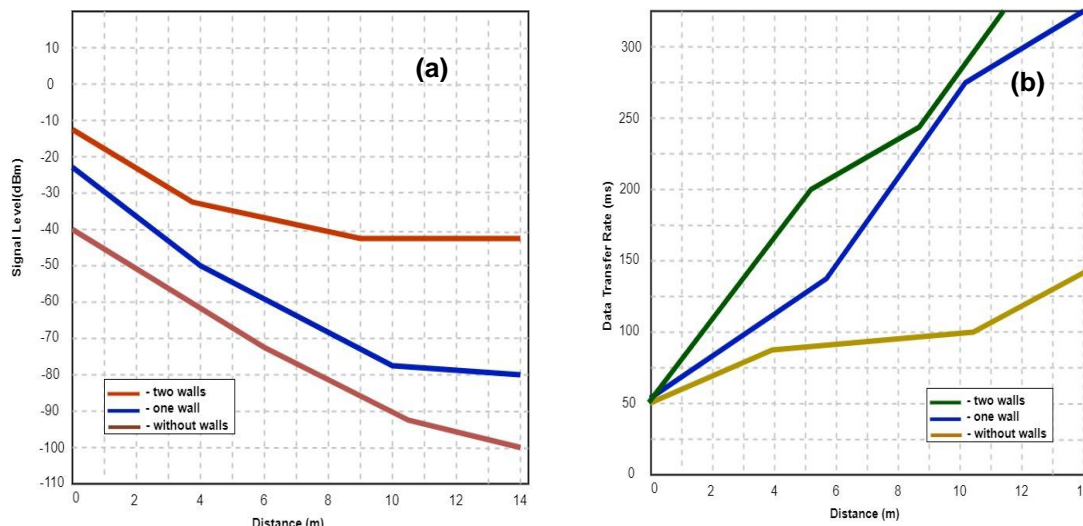 (a)
10
0
-10
-20
-30
-40
-50
-60
-70
-80
-90
-100
-110
Signal Level(dBm)
- two walls
- one wall
- without walls
0 2 4 6 8 10 12 14
Distance (m)
(b)
300
250
200
150
100
50
0
Data Transfer Rate (ms)
- two walls
- one wall
- without walls
0 2 4 6 8 10 12 14
Distance (m)